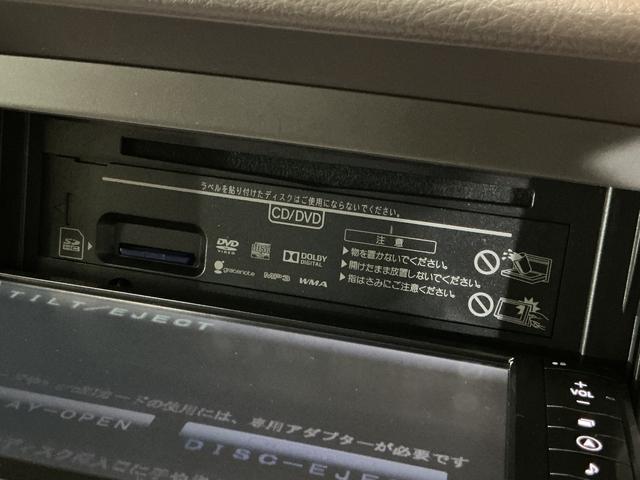 ラベルを貼り付けたディスクはご使用にならないでください。
CD/DVD
注意
▶物を置かないでください。
▶開けたまま放置しないでください。
▶指はさみにご注意ください。
SD
DVD
gracenote
MP3
DOLBY
DIGITAL
WMA
TILT/EJECT
カードの使用には、専用アダプターが必要です
AY-OPEN
DISC-EJE
+
VOL
−